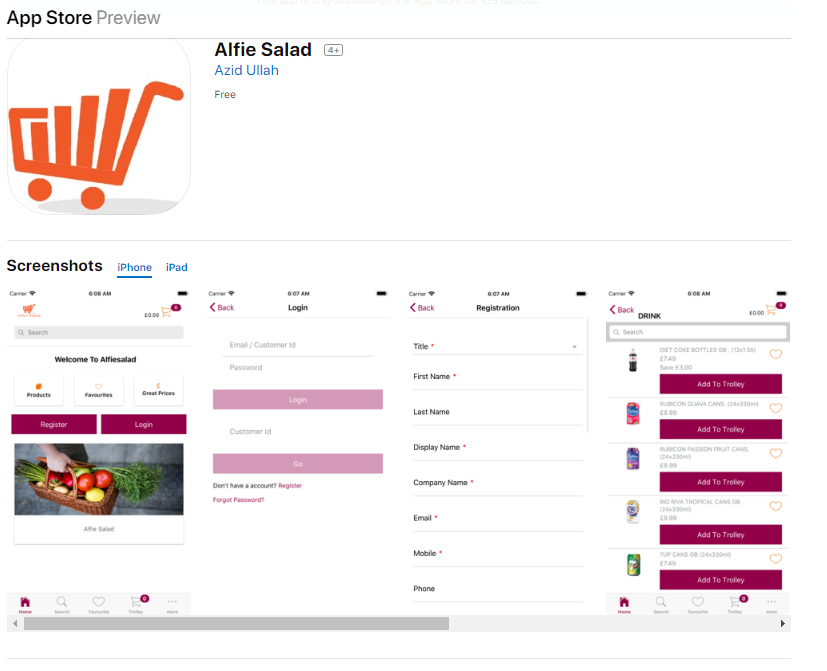 This app is only available on the App Store for iOS devices.
App Store Preview
Alfie Salad 4+
Azid Ullah
Free
Screenshots iPhone iPad
Carrier 6:08 AM
£0.00 0
Search
Welcome To Alfiesalad
Products
Favourites
£
Great Prices
Register
Login
Alfie Salad
Home
Search
Favourite
Trolley 0
more
Carrier 6:07 AM
Back Login
Email / Customer Id
Password
Login
Customer Id
Go
Don't have a account? Register
Forgot Password?
Carrier 6:07 AM
Back Registration
Title *
First Name *
Last Name
Display Name *
Company Name *
Email *
Mobile *
Phone
Carrier 6:08 AM
Back DRINK £0.00 0
Search
DIET COKE BOTTLES GB . (12x1.5lt)
£7.49
Save £3.00
Add To Trolley
RUBICON GUAVA CANS. (24x330ml)
£8.99
Add To Trolley
RUBICON PASSION FRUIT CANS.
(24x330ml)
£8.99
Add To Trolley
RIO RIVA TROPICAL CANS GB .
(24x330ml)
£8.99
Add To Trolley
7UP CANS GB (24x330ml)
£7.49
Add To Trolley
Home
Search
Favourite
Trolley 0
more